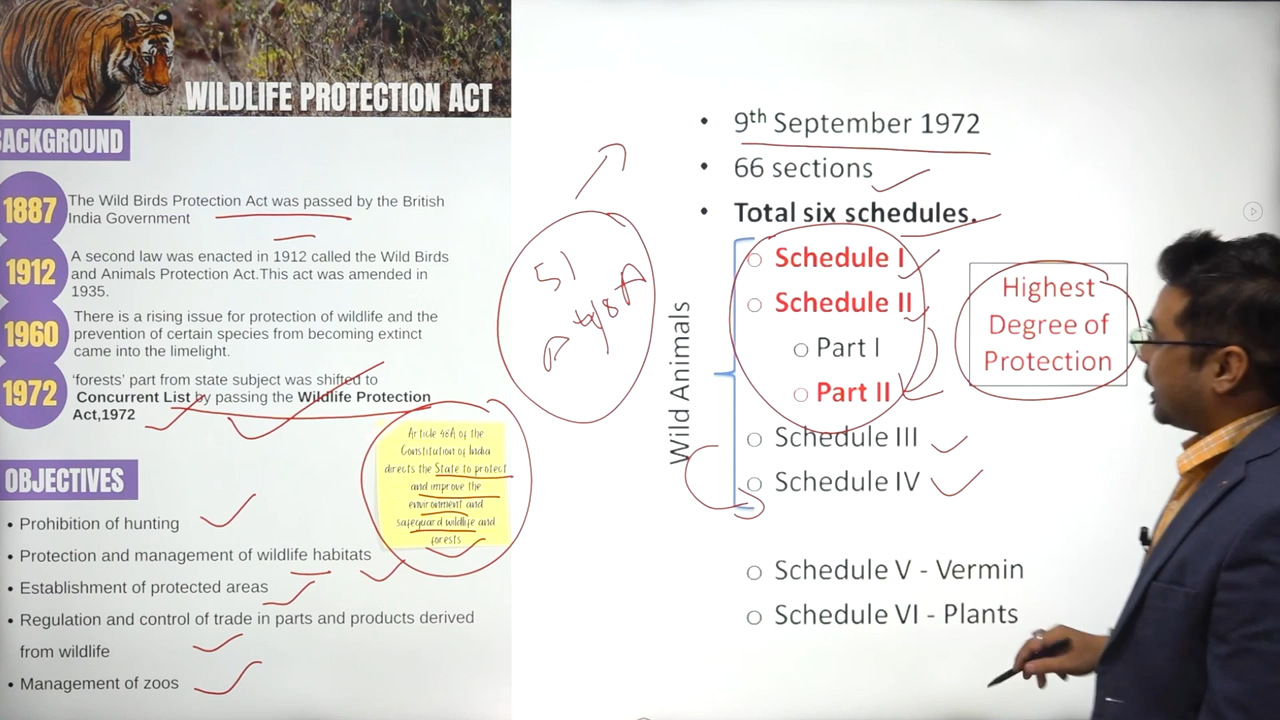 WILDLIFE PROTECTION ACT
BACKGROUND
1887
The Wild Birds Protection Act was passed by the British
India Government
1912
A second law was enacted in 1912 called the Wild Birds
and Animals Protection Act.This act was amended in
1935.
1960
There is a rising issue for protection of wildlife and the
prevention of certain species from becoming extinct
came into the limelight.
1972
‘forests’ part from state subject was shifted to
Concurrent List by passing the Wildlife Protection
Act,1972
Article 48A of the
Constitution of India
directs the State to protect
and improve the
environment and
safeguard wildlife and
forests
OBJECTIVES
• Prohibition of hunting
• Protection and management of wildlife habitats
• Establishment of protected areas
• Regulation and control of trade in parts and products derived
from wildlife
• Management of zoos
51
48A
• 9th September 1972
• 66 sections
• Total six schedules.
Wild Animals
○ Schedule I
○ Schedule II
○ Part I
○ Part II
○ Schedule III
○ Schedule IV
Highest
Degree of
Protection
○ Schedule V - Vermin
○ Schedule VI - Plants